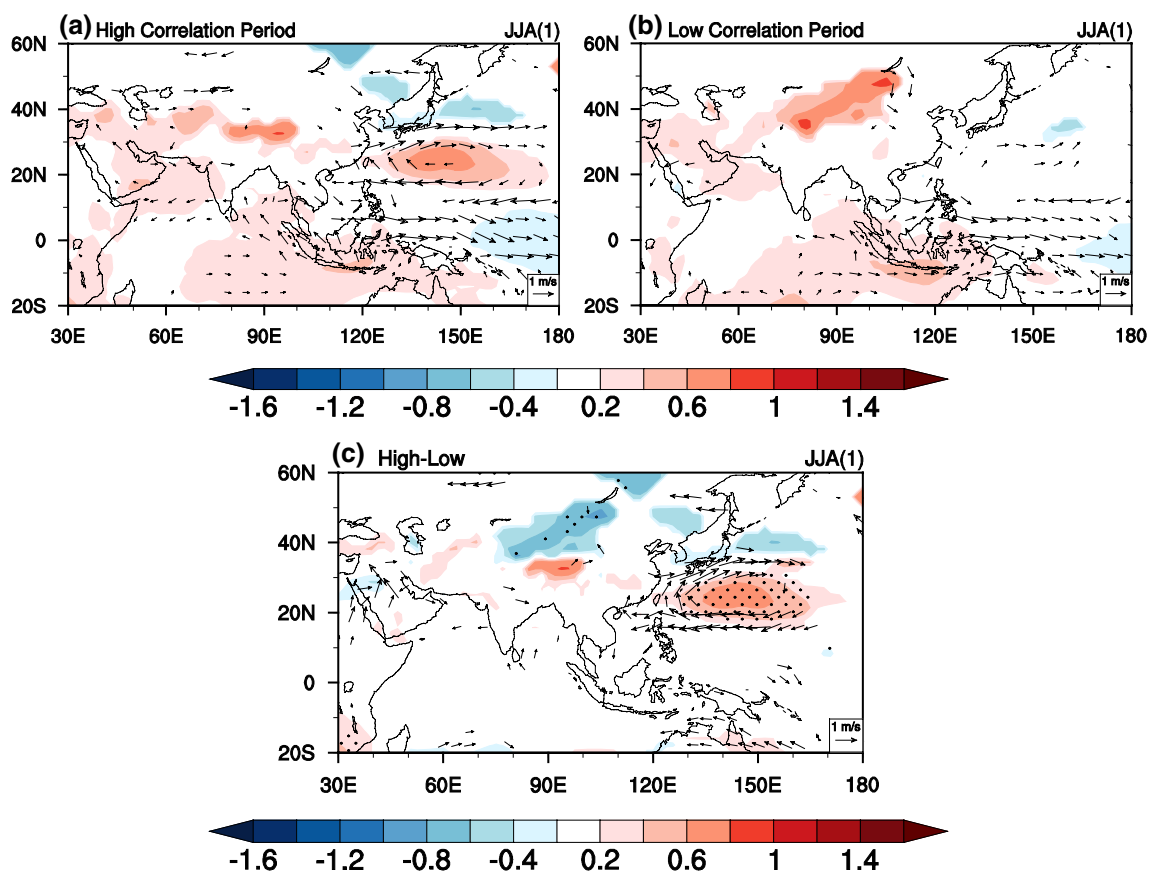 (a) High Correlation Period JJA(1)
(b) Low Correlation Period JJA(1)
60N 60N
40N 40N
20N 20N
0 0
20S 20S
1 m/s 1 m/s
30E 60E 90E 120E 150E 180 30E 60E 90E 120E 150E 180
-1.6 -1.2 -0.8 -0.4 0.2 0.6 1 1.4
(c) High-Low JJA(1)
60N
40N
20N
0
20S
1 m/s
30E 60E 90E 120E 150E 180
-1.6 -1.2 -0.8 -0.4 0.2 0.6 1 1.4